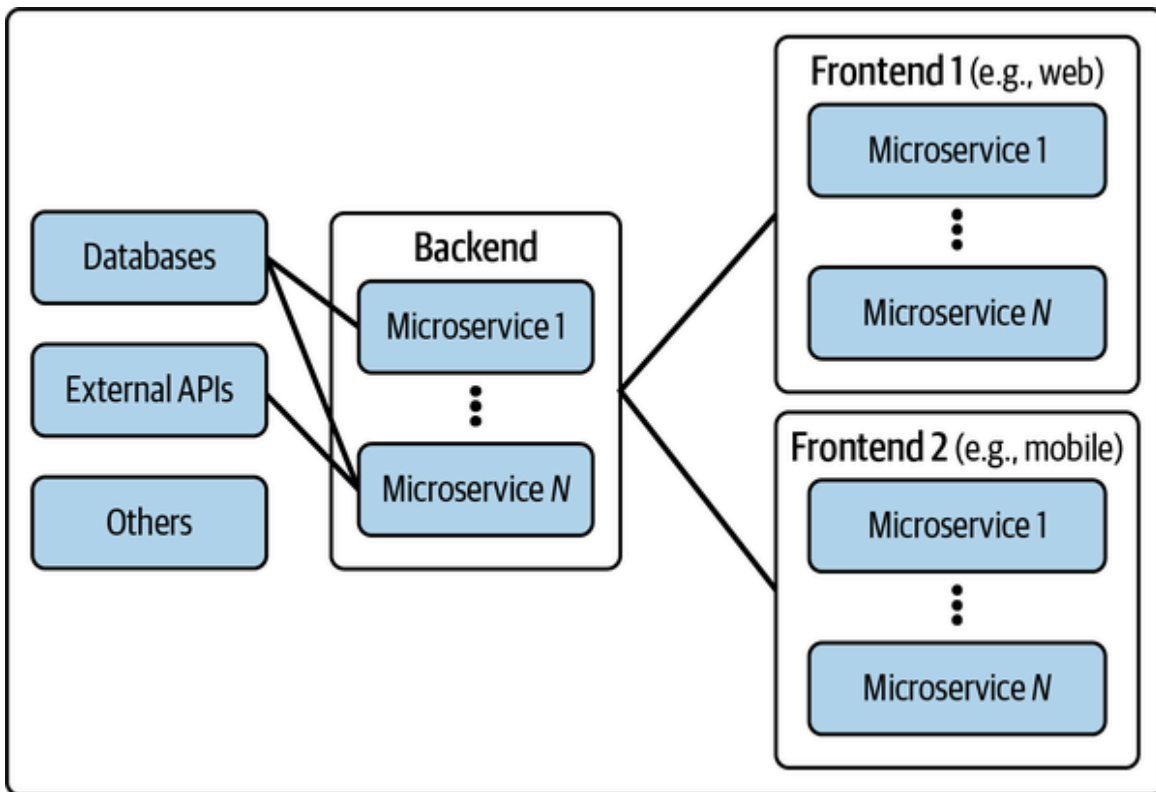 Databases
External APIs
Others
Backend
Microservice 1
Microservice N
Frontend 1 (e.g., web)
Microservice 1
Microservice N
Frontend 2 (e.g., mobile)
Microservice 1
Microservice N